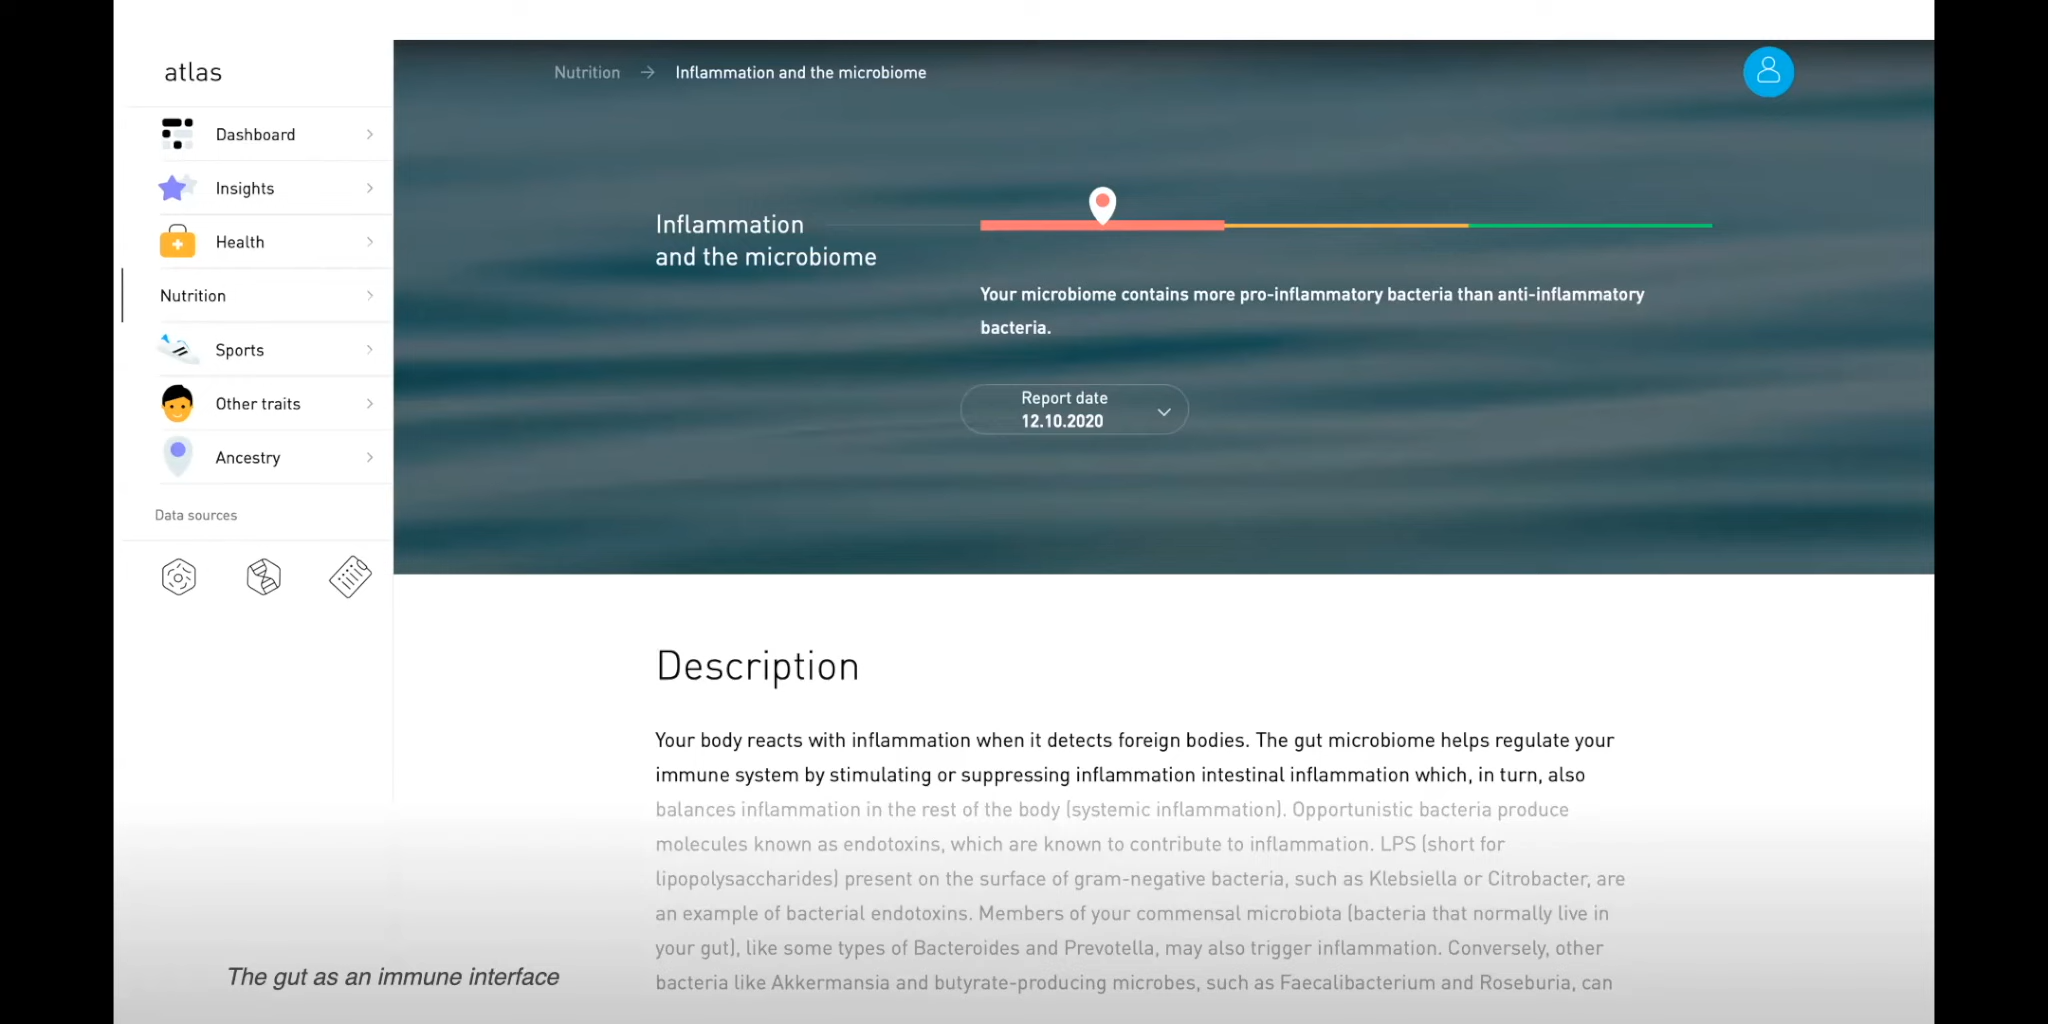 atlas
Dashboard
Insights
Health
Nutrition
Sports
Other traits
Ancestry
Data sources
Nutrition → Inflammation and the microbiome
Inflammation
and the microbiome
Your microbiome contains more pro-inflammatory bacteria than anti-inflammatory
bacteria.
Report date
12.10.2020
Description
Your body reacts with inflammation when it detects foreign bodies. The gut microbiome helps regulate your
immune system by stimulating or suppressing inflammation intestinal inflammation which, in turn, also
balances inflammation in the rest of the body (systemic inflammation). Opportunistic bacteria produce
molecules known as endotoxins, which are known to contribute to inflammation. LPS (short for
lipopolysaccharides) present on the surface of gram-negative bacteria, such as Klebsiella or Citrobacter, are
an example of bacterial endotoxins. Members of your commensal microbiota (bacteria that normally live in
your gut), like some types of Bacteroides and Prevotella, may also trigger inflammation. Conversely, other
bacteria like Akkermansia and butyrate-producing microbes, such as Faecalibacterium and Roseburia, can
The gut as an immune interface